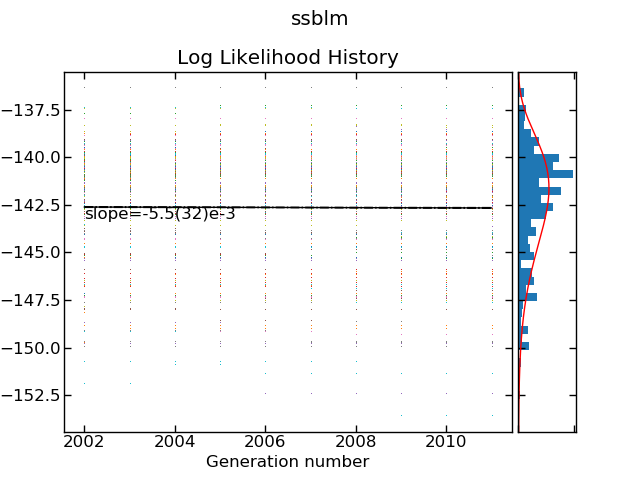 ssblm
Log Likelihood History
−137.5
−140.0
−142.5
−145.0
−147.5
−150.0
−152.5
slope=-5.5(32)e-3
2002 2004 2006 2008 2010
Generation number